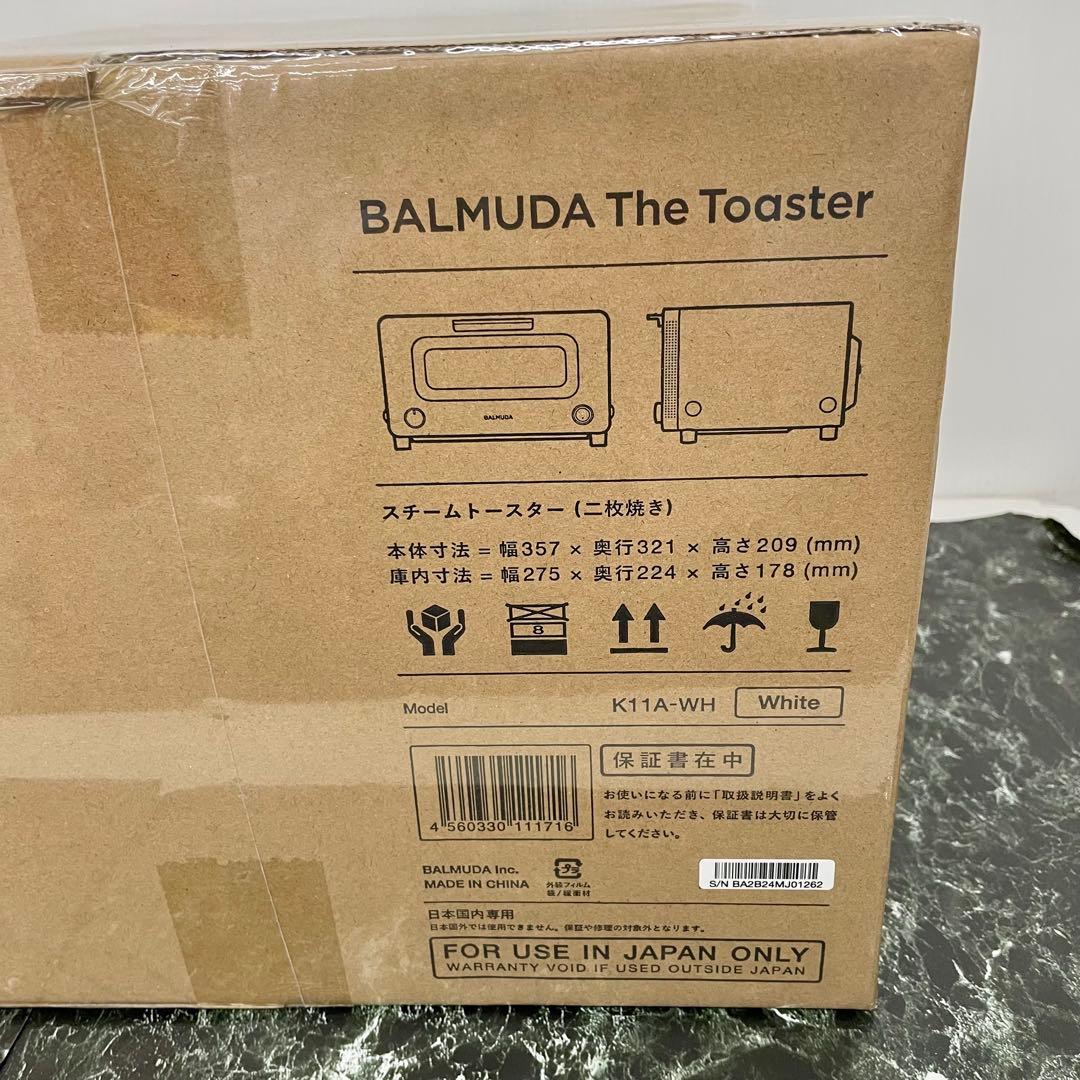 BALMUDA The Toaster
BALMUDA
スチームトースター (二枚焼き)
本体寸法 = 幅357 × 奥行321 × 高さ209 (mm)
庫内寸法 = 幅275 × 奥行224 × 高さ178 (mm)
8
Model K11A-WH White
保証書在中
お使いになる前に「取扱説明書」をよく
お読みいただき、保証書は大切に保管
してください。
4 560330 111716
BALMUDA Inc.
MADE IN CHINA
プラ
外装フィルム
袋/緩衝材
S/N BA2B24MJ01262
日本国内専用
日本国外では使用できません。保証や修理の対象外となります。
FOR USE IN JAPAN ONLY
WARRANTY VOID IF USED OUTSIDE JAPAN